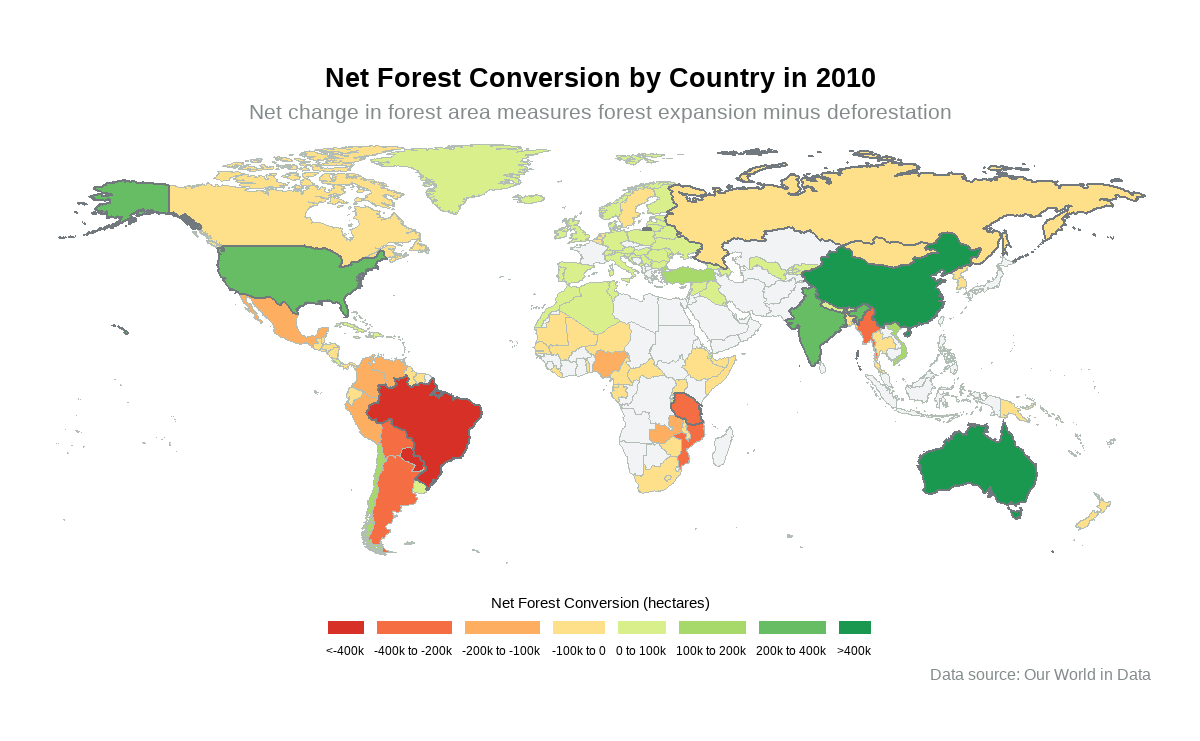 Net Forest Conversion by Country in 2010
Net change in forest area measures forest expansion minus deforestation
Net Forest Conversion (hectares)
<-400k -400k to -200k -200k to -100k -100k to 0 0 to 100k 100k to 200k 200k to 400k >400k
Data source: Our World in Data